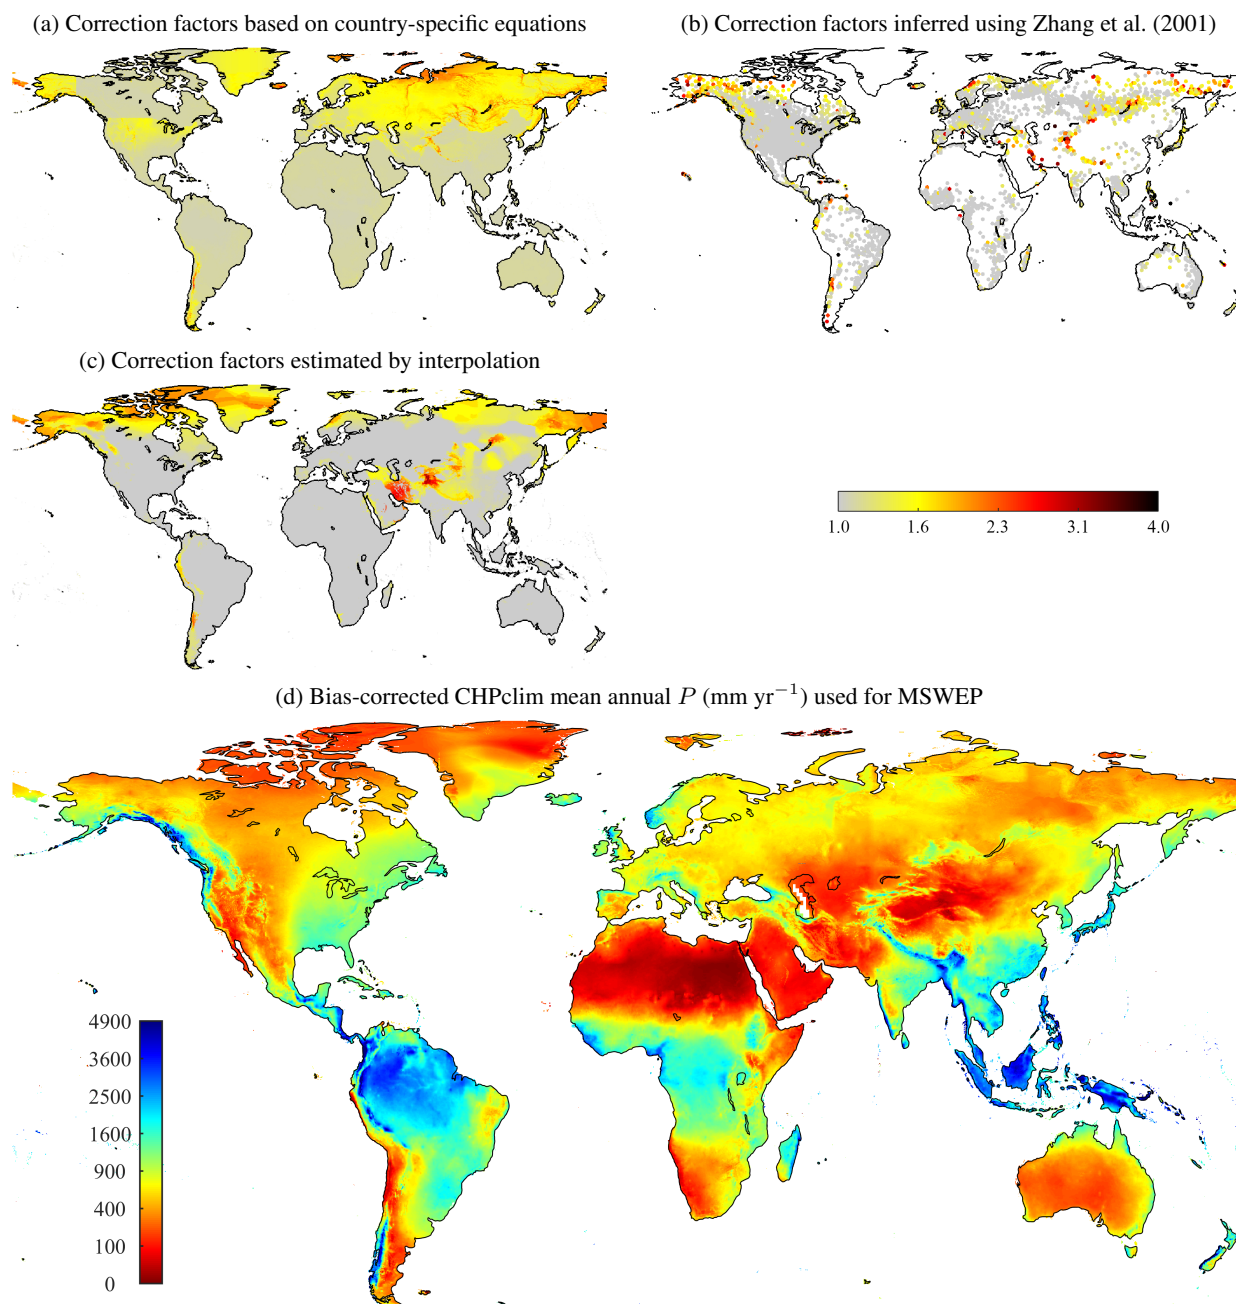 (a) Correction factors based on country-specific equations
(b) Correction factors inferred using Zhang et al. (2001)
(c) Correction factors estimated by interpolation
1.0 1.6 2.3 3.1 4.0
(d) Bias-corrected CHPclim mean annual P (mm yr−1) used for MSWEP
4900
3600
2500
1600
900
400
100
0